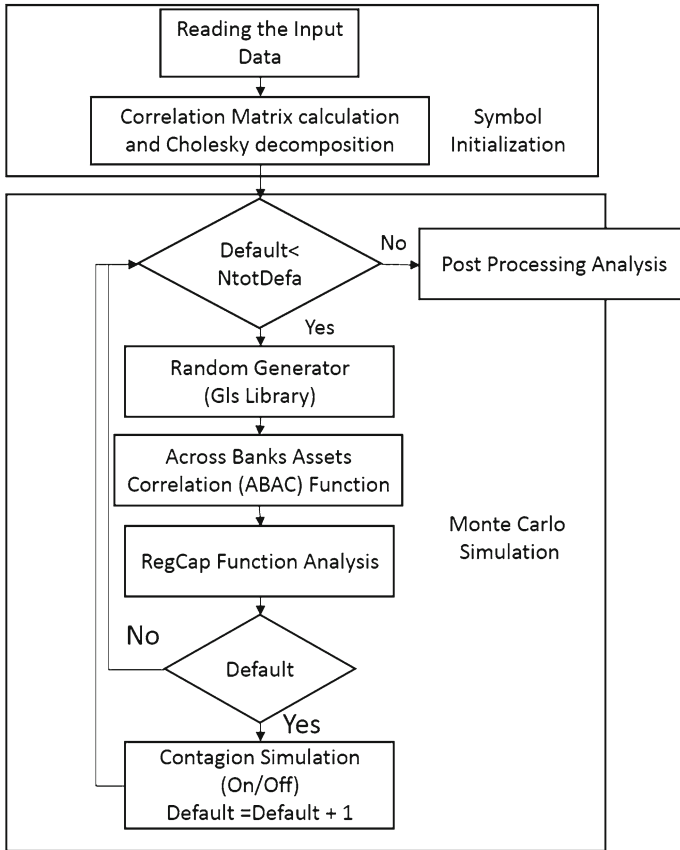 Reading the Input
Data
Correlation Matrix calculation
and Cholesky decomposition
Symbol
Initialization
Default<
NtotDefa
No
Post Processing Analysis
Yes
Random Generator
(Gls Library)
Across Banks Assets
Correlation (ABAC) Function
Monte Carlo
Simulation
RegCap Function Analysis
No
Default
Yes
Contagion Simulation
(On/Off)
Default =Default + 1